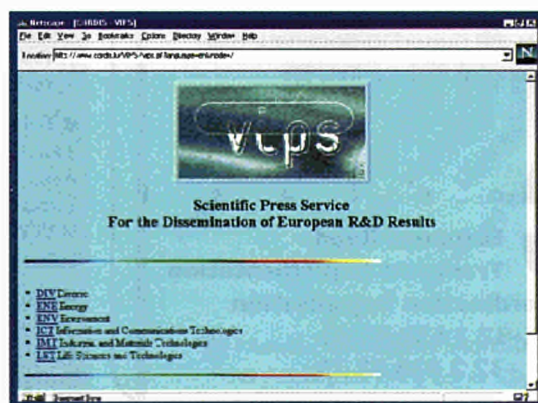 Netscape - [CORDIS - VIPS]
File Edit View Go Bookmarks Options Directory Window Help
Location:
N
vips
Scientific Press Service
For the Dissemination of European R&D Results
DIV Diverse
ENE Energy
ENV Environment
ICT Information and Communications Technologies
IMT Industrial and Materials Technologies
LST Life Sciences and Technologies